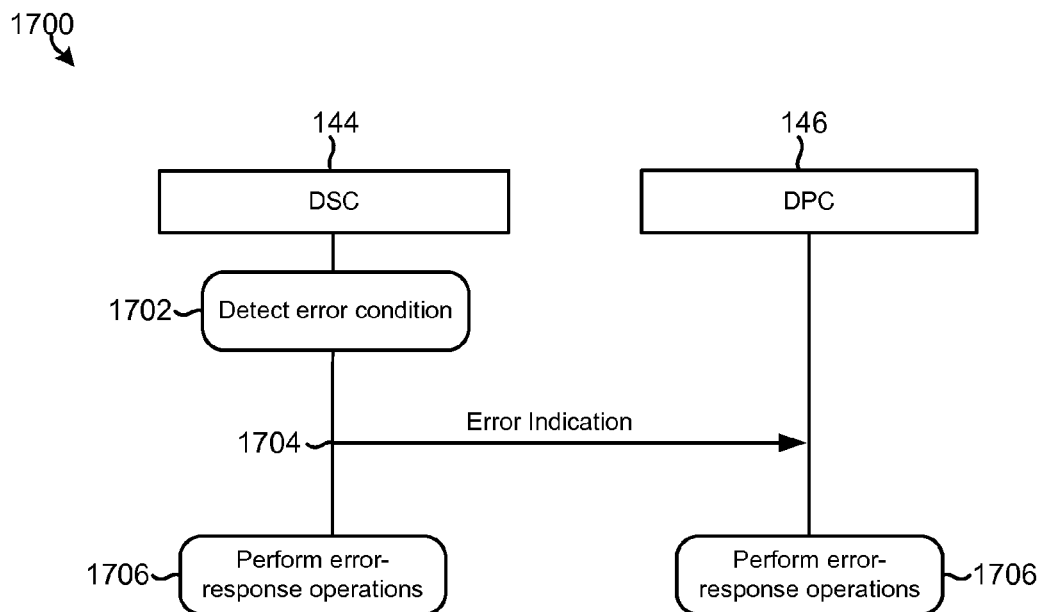 1700
144
146
DSC
DPC
1702
Detect error condition
Error Indication
1704
1706
Perform error-
response operations
Perform error-
response operations
1706